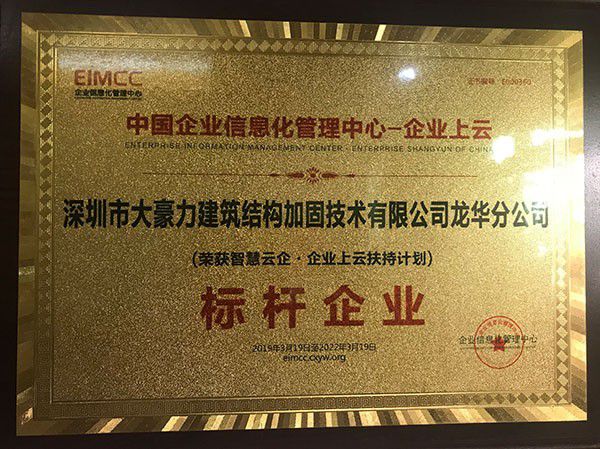 EIMCC
企业信息化管理中心
中国企业信息化管理中心-企业上云
ENTERPRISE INFORMATION MANAGEMENT CENTER - ENTERPRISE SHANGYUN OF CHINA
深圳市大豪力建筑结构加固技术有限公司龙华分公司
(荣获智慧云企·企业上云扶持计划)
标杆企业
企业信息化管理中心
2019年3月19日至2022年3月19日
eimcc.cxyw.org